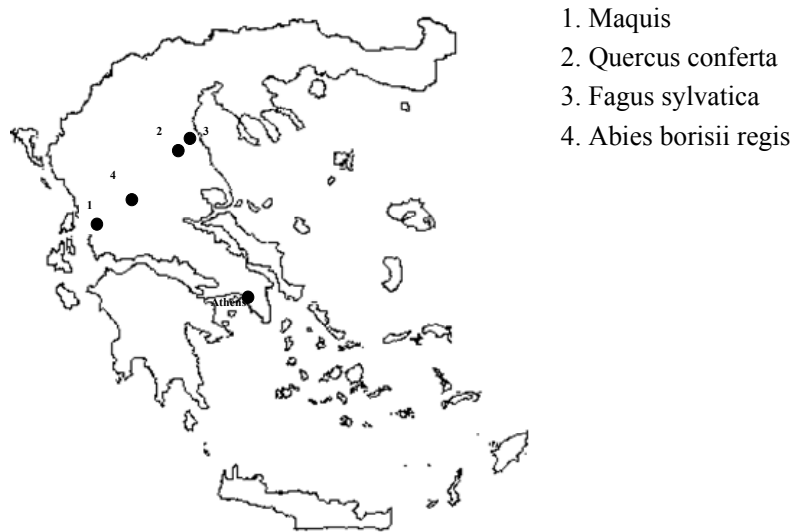 1. Maquis
2. Quercus conferta
3. Fagus sylvatica
4. Abies borisii regis
2
3
4
1
Athens